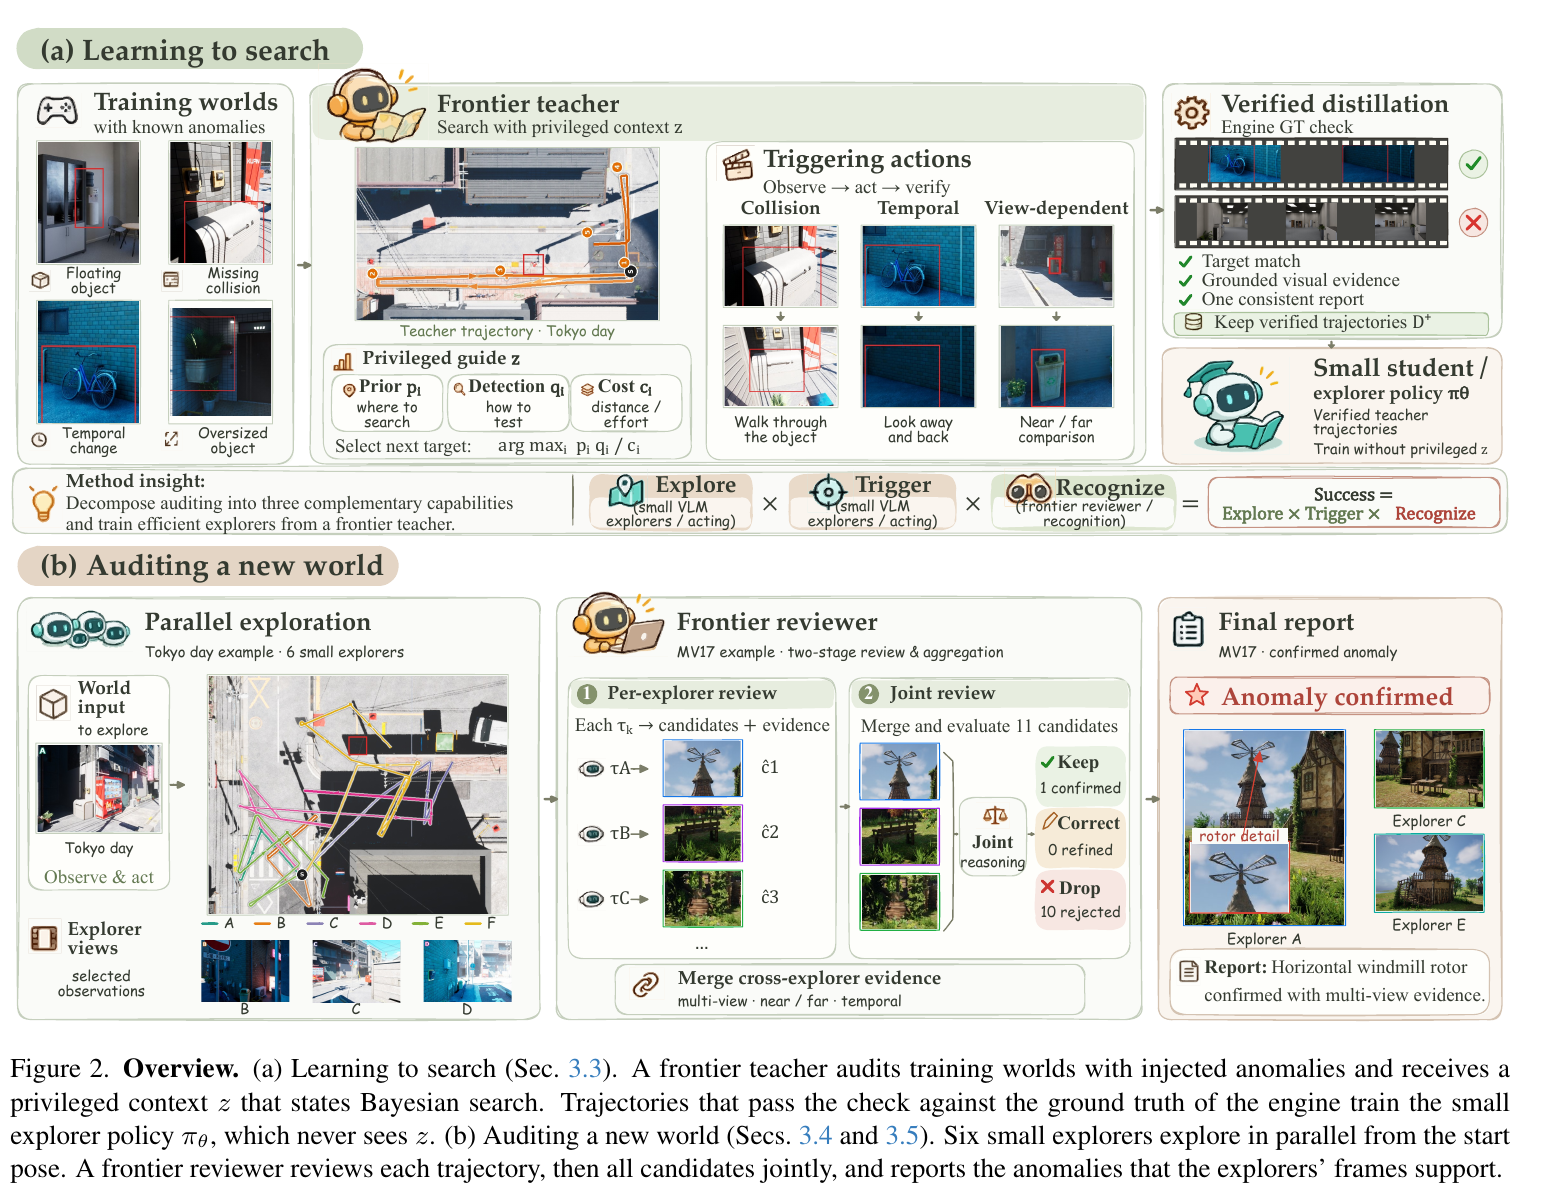 (a) Learning to search
Training worlds
with known anomalies
Floating
object
Missing
collision
Temporal
change
Oversized
object
Frontier teacher
Search with privileged context z
Teacher trajectory · Tokyo day
Privileged guide z
Prior pᵢ
where to
search
Detection qᵢ
how to
test
Cost cᵢ
distance /
effort
Select next target: arg maxᵢ pᵢ qᵢ / cᵢ
Triggering actions
Observe → act → verify
Collision
Temporal
View-dependent
Walk through
the object
Look away
and back
Near / far
comparison
Verified distillation
Engine GT check
Target match
Grounded visual evidence
One consistent report
Keep verified trajectories D⁺
Small student /
explorer policy πθ
Verified teacher
trajectories
Train without privileged z
Method insight:
Decompose auditing into three complementary capabilities
and train efficient explorers from a frontier teacher.
Explore
(small VLM
explorers / acting)
×
Trigger
(small VLM
explorers / acting)
×
Recognize
(frontier reviewer /
recognition)
=
Success =
Explore × Trigger × Recognize
(b) Auditing a new world
Parallel exploration
Tokyo day example · 6 small explorers
World
input
to explore
A
Tokyo day
Observe & act
S
A B C D E F
Explorer
views
selected
observations
B
C
D
Frontier reviewer
MV17 example · two-stage review & aggregation
1 Per-explorer review
Each τₖ → candidates + evidence
τA→ ĉ1
τB→ ĉ2
τC→ ĉ3
...
2 Joint review
Merge and evaluate 11 candidates
Joint
reasoning
Keep
1 confirmed
Correct
0 refined
Drop
10 rejected
Merge cross-explorer evidence
multi-view · near / far · temporal
Final report
MV17 · confirmed anomaly
Anomaly confirmed
rotor detail
Explorer A
Explorer C
Explorer E
Report: Horizontal windmill rotor
confirmed with multi-view evidence.
Figure 2. Overview. (a) Learning to search (Sec. 3.3). A frontier teacher audits training worlds with injected anomalies and receives a
privileged context z that states Bayesian search. Trajectories that pass the check against the ground truth of the engine train the small
explorer policy πθ, which never sees z. (b) Auditing a new world (Secs. 3.4 and 3.5). Six small explorers explore in parallel from the start
pose. A frontier reviewer reviews each trajectory, then all candidates jointly, and reports the anomalies that the explorers' frames support.